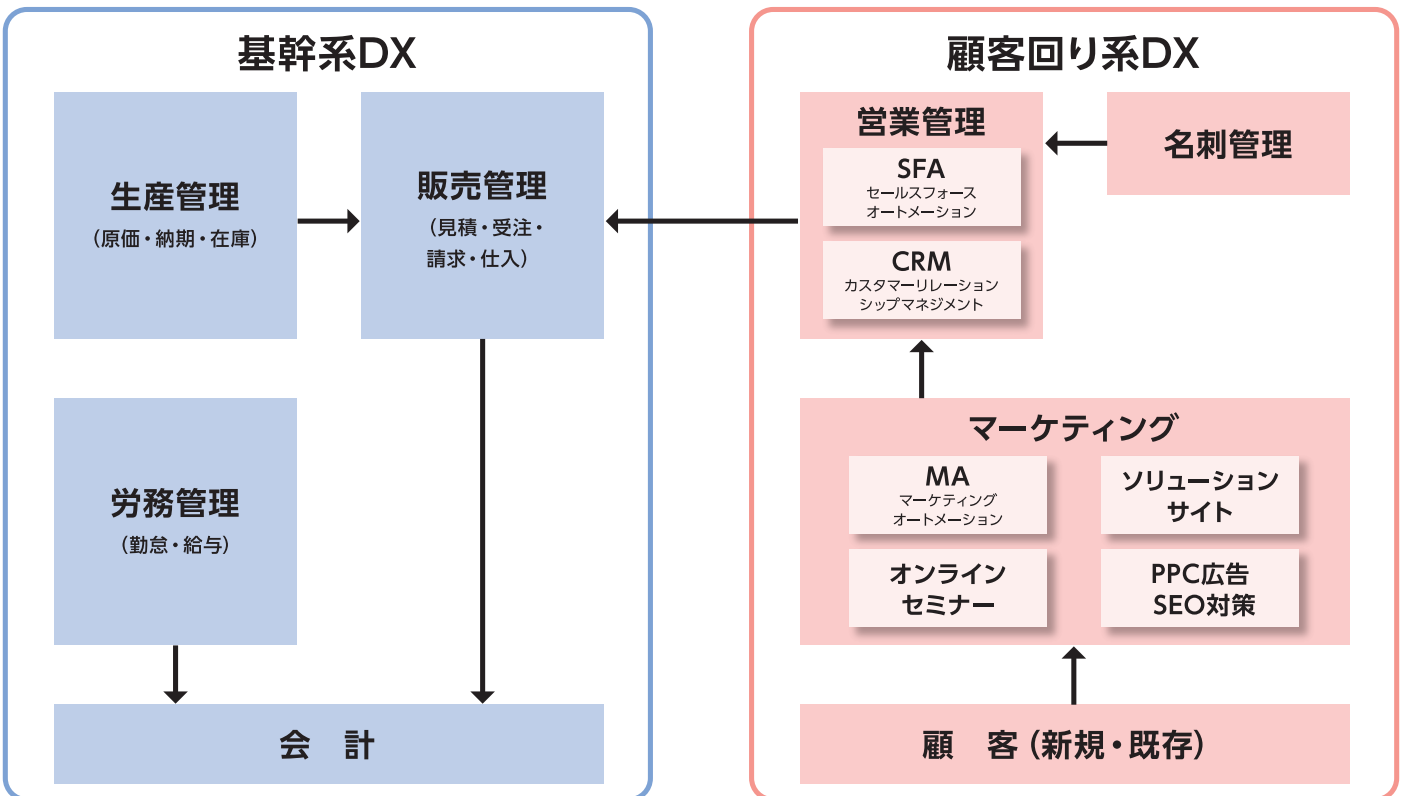 基幹系DX
生産管理
（原価・納期・在庫）
販売管理
（見積・受注・
請求・仕入）
労務管理
（勤怠・給与）
会　計
顧客回り系DX
営業管理
SFA
セールスフォース
オートメーション
CRM
カスタマーリレーション
シップマネジメント
名刺管理
マーケティング
MA
マーケティング
オートメーション
ソリューション
サイト
オンライン
セミナー
PPC広告
SEO対策
顧　客（新規・既存）